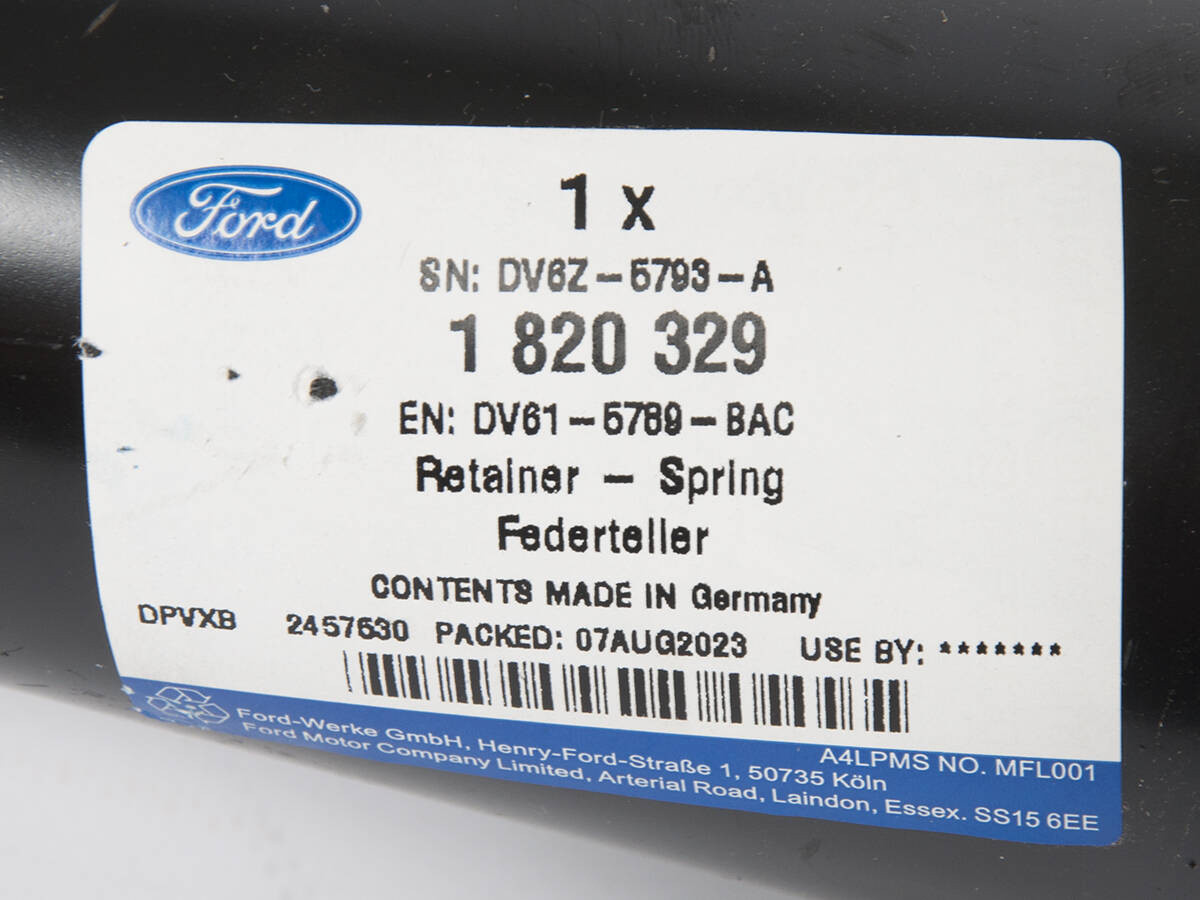 Ford
1 x
SN: DV6Z-5793-A
1 820 329
EN: DV61-5789-BAC
Retainer - Spring
Federteller
CONTENTS MADE IN Germany
DPVXB 2457630 PACKED: 07AUG2023 USE BY: *******
A4LPMS NO. MFL001
Ford-Werke GmbH, Henry-Ford-Straße 1, 50735 Köln
Ford Motor Company Limited, Arterial Road, Laindon, Essex. SS15 6EE